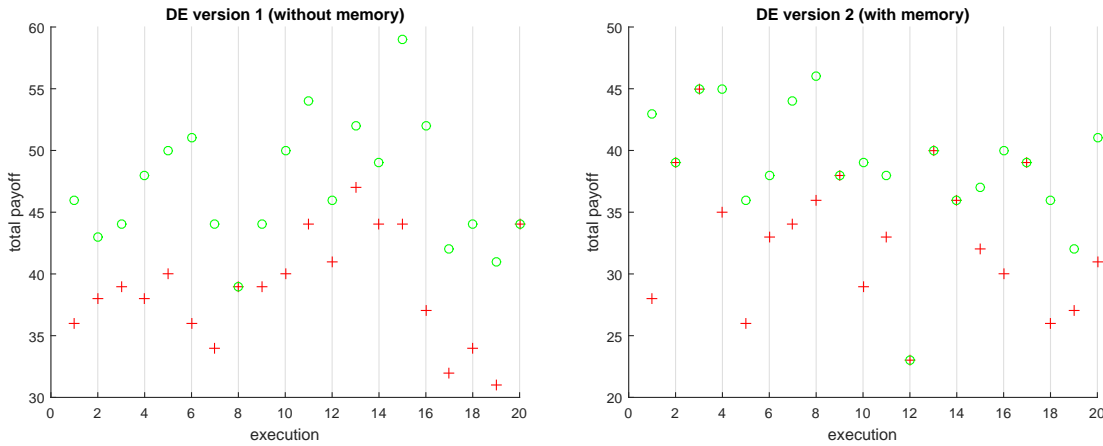 DE version 1 (without memory)
60
55
50
45
40
35
30
total payoff
0 2 4 6 8 10 12 14 16 18 20
execution
DE version 2 (with memory)
50
45
40
35
30
25
20
total payoff
0 2 4 6 8 10 12 14 16 18 20
execution